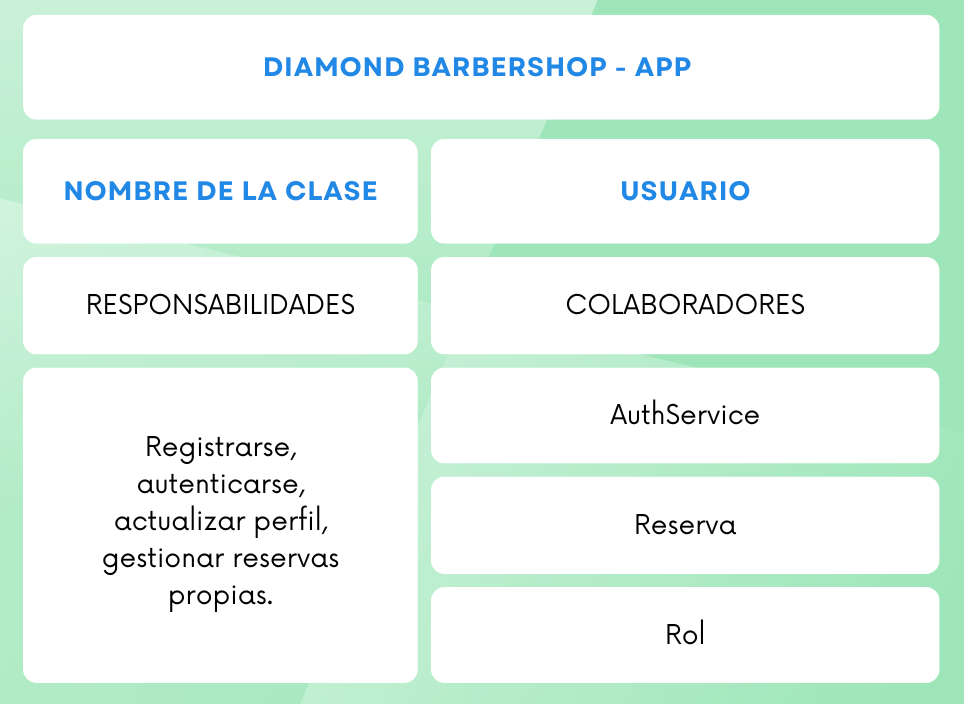 DIAMOND BARBERSHOP - APP
NOMBRE DE LA CLASE
USUARIO
RESPONSABILIDADES
COLABORADORES
Registrarse,
autenticarse,
actualizar perfil,
gestionar reservas
propias.
AuthService
Reserva
Rol